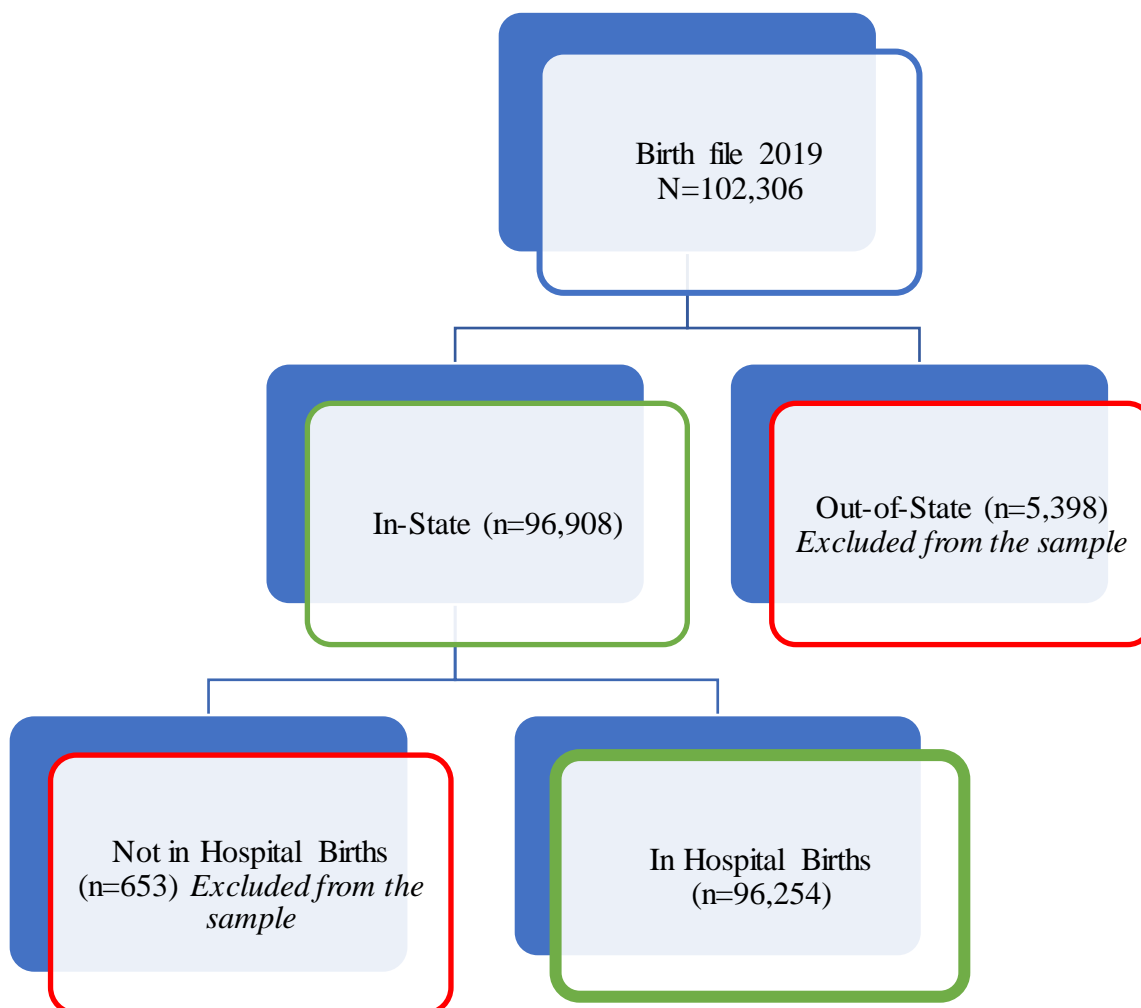 Birth file 2019
N=102,306
In-State (n=96,908)
Out-of-State (n=5,398)
Excluded from the sample
Not in Hospital Births
(n=653) Excluded from the
sample
In Hospital Births
(n=96,254)